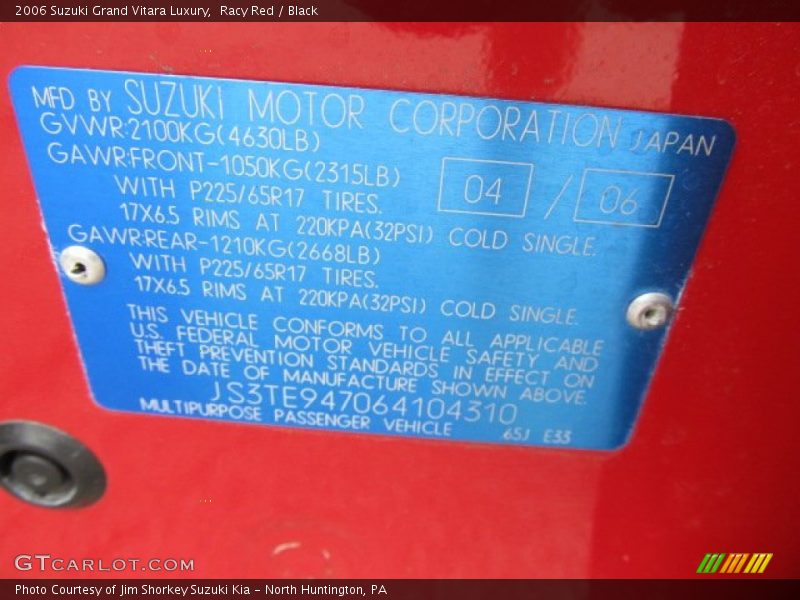 2006 Suzuki Grand Vitara Luxury,  Racy Red / Black
MFD BY SUZUKI MOTOR CORPORATION JAPAN
GVWR:2100KG(4630LB)
GAWR:FRONT-1050KG(2315LB)
04 / 06
WITH P225/65R17 TIRES.
17X6.5 RIMS AT 220KPA(32PSI) COLD SINGLE.
GAWR:REAR-1210KG(2668LB)
WITH P225/65R17 TIRES.
17X6.5 RIMS AT 220KPA(32PSI) COLD SINGLE.
THIS VEHICLE CONFORMS TO ALL APPLICABLE
U.S. FEDERAL MOTOR VEHICLE SAFETY AND
THEFT PREVENTION STANDARDS IN EFFECT ON
THE DATE OF MANUFACTURE SHOWN ABOVE.
JS3TE947064104310
MULTIPURPOSE PASSENGER VEHICLE 65J E33
GTCARLOT.COM
Photo Courtesy of Jim Shorkey Suzuki Kia - North Huntington, PA